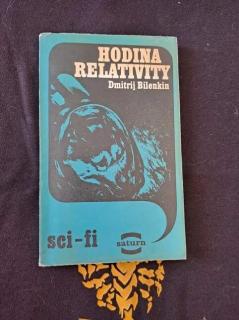 HODINA
RELATIVITY
Dmitrij Bilenkin
sci-fi
saturn